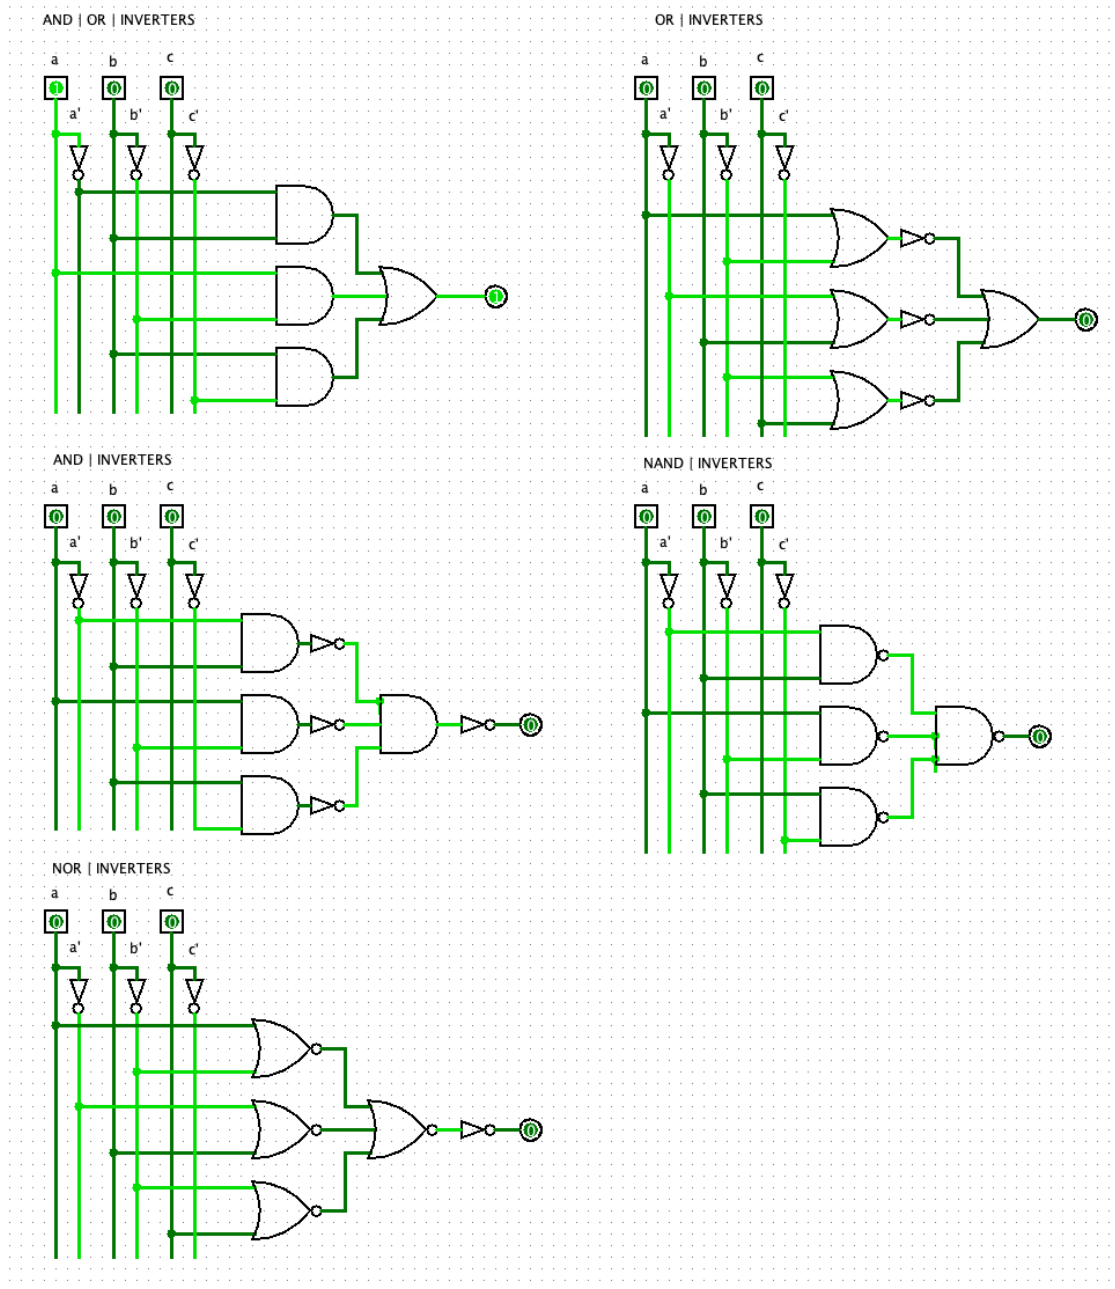 AND | OR | INVERTERS
a b c
1 0 0
a' b' c'
1
OR | INVERTERS
a b c
0 0 0
a' b' c'
0
AND | INVERTERS
a b c
0 0 0
a' b' c'
0
NAND | INVERTERS
a b c
0 0 0
a' b' c'
0
NOR | INVERTERS
a b c
0 0 0
a' b' c'
0